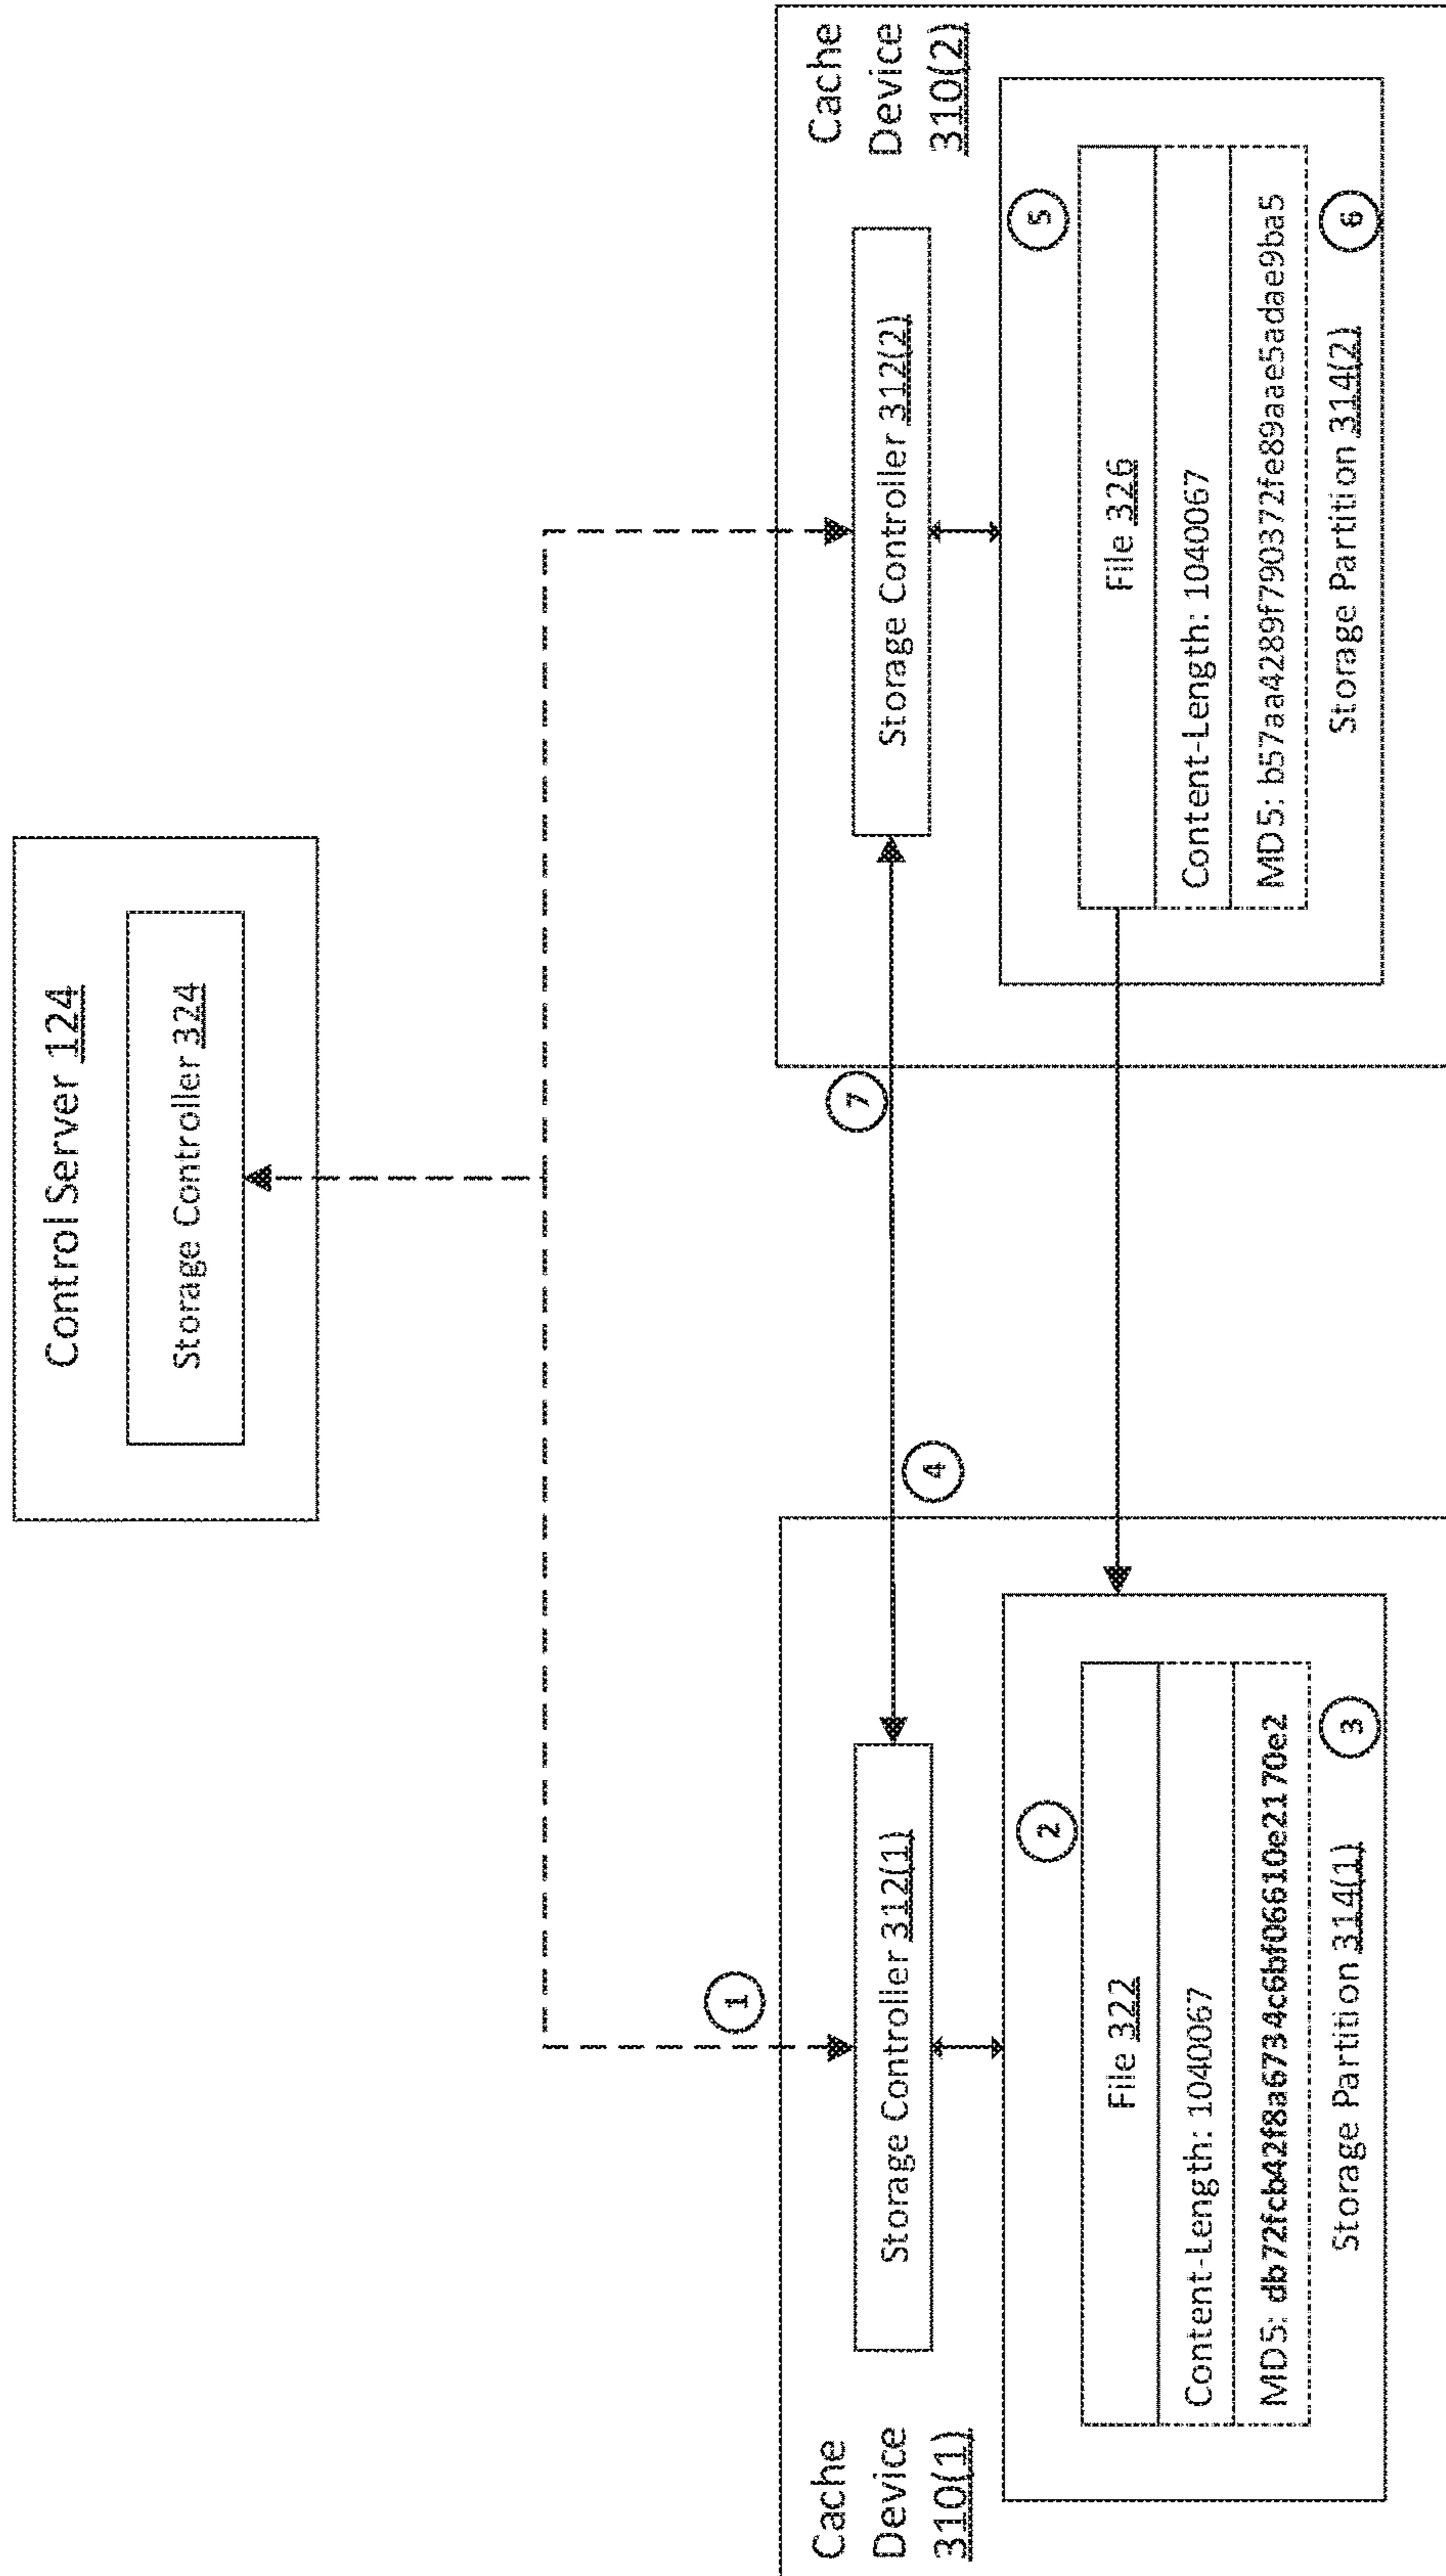 Control Server 124
Storage Controller 324
1
Cache
Device
310(1)
Storage Controller 312(1)
2
File 322
Content-Length: 1040067
MD5: db72fcb42f8a6734c6bf06610e2170e2
3
Storage Partition 314(1)
4
7
Cache
Device
310(2)
Storage Controller 312(2)
5
File 326
Content-Length: 1040067
MD5: b57aa4289f790372fe89aae5adae9ba5
6
Storage Partition 314(2)